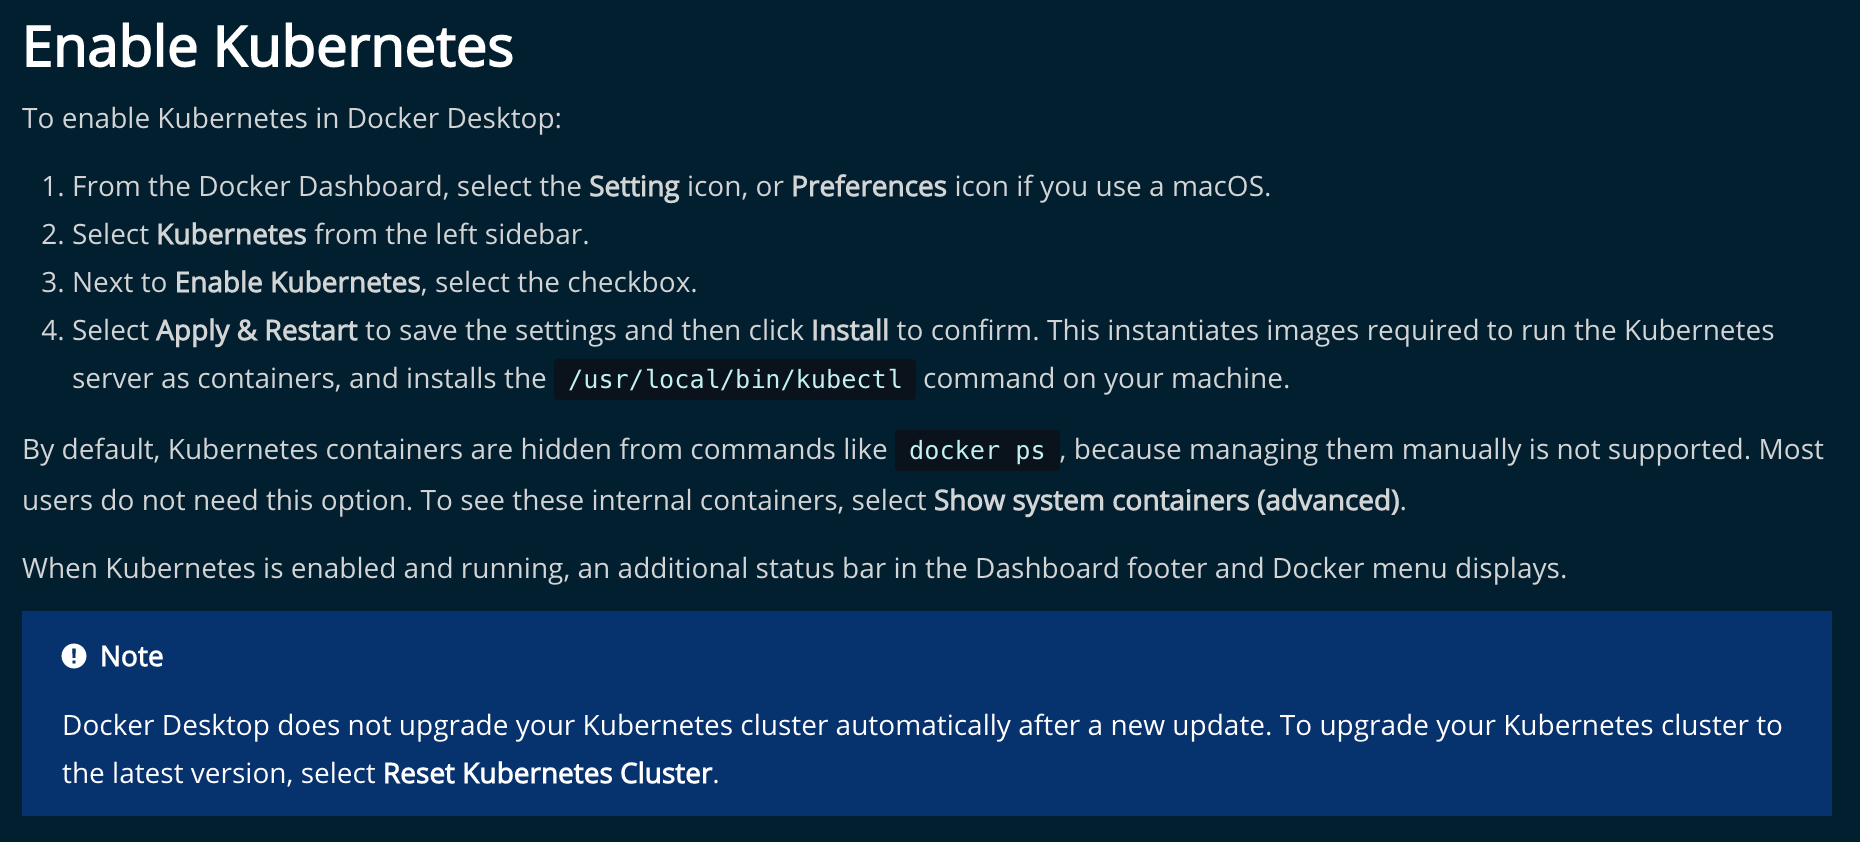 Enable Kubernetes
To enable Kubernetes in Docker Desktop:
1. From the Docker Dashboard, select the Setting icon, or Preferences icon if you use a macOS.
2. Select Kubernetes from the left sidebar.
3. Next to Enable Kubernetes, select the checkbox.
4. Select Apply & Restart to save the settings and then click Install to confirm. This instantiates images required to run the Kubernetes
server as containers, and installs the /usr/local/bin/kubectl command on your machine.
By default, Kubernetes containers are hidden from commands like docker ps, because managing them manually is not supported. Most
users do not need this option. To see these internal containers, select Show system containers (advanced).
When Kubernetes is enabled and running, an additional status bar in the Dashboard footer and Docker menu displays.
Note
Docker Desktop does not upgrade your Kubernetes cluster automatically after a new update. To upgrade your Kubernetes cluster to
the latest version, select Reset Kubernetes Cluster.